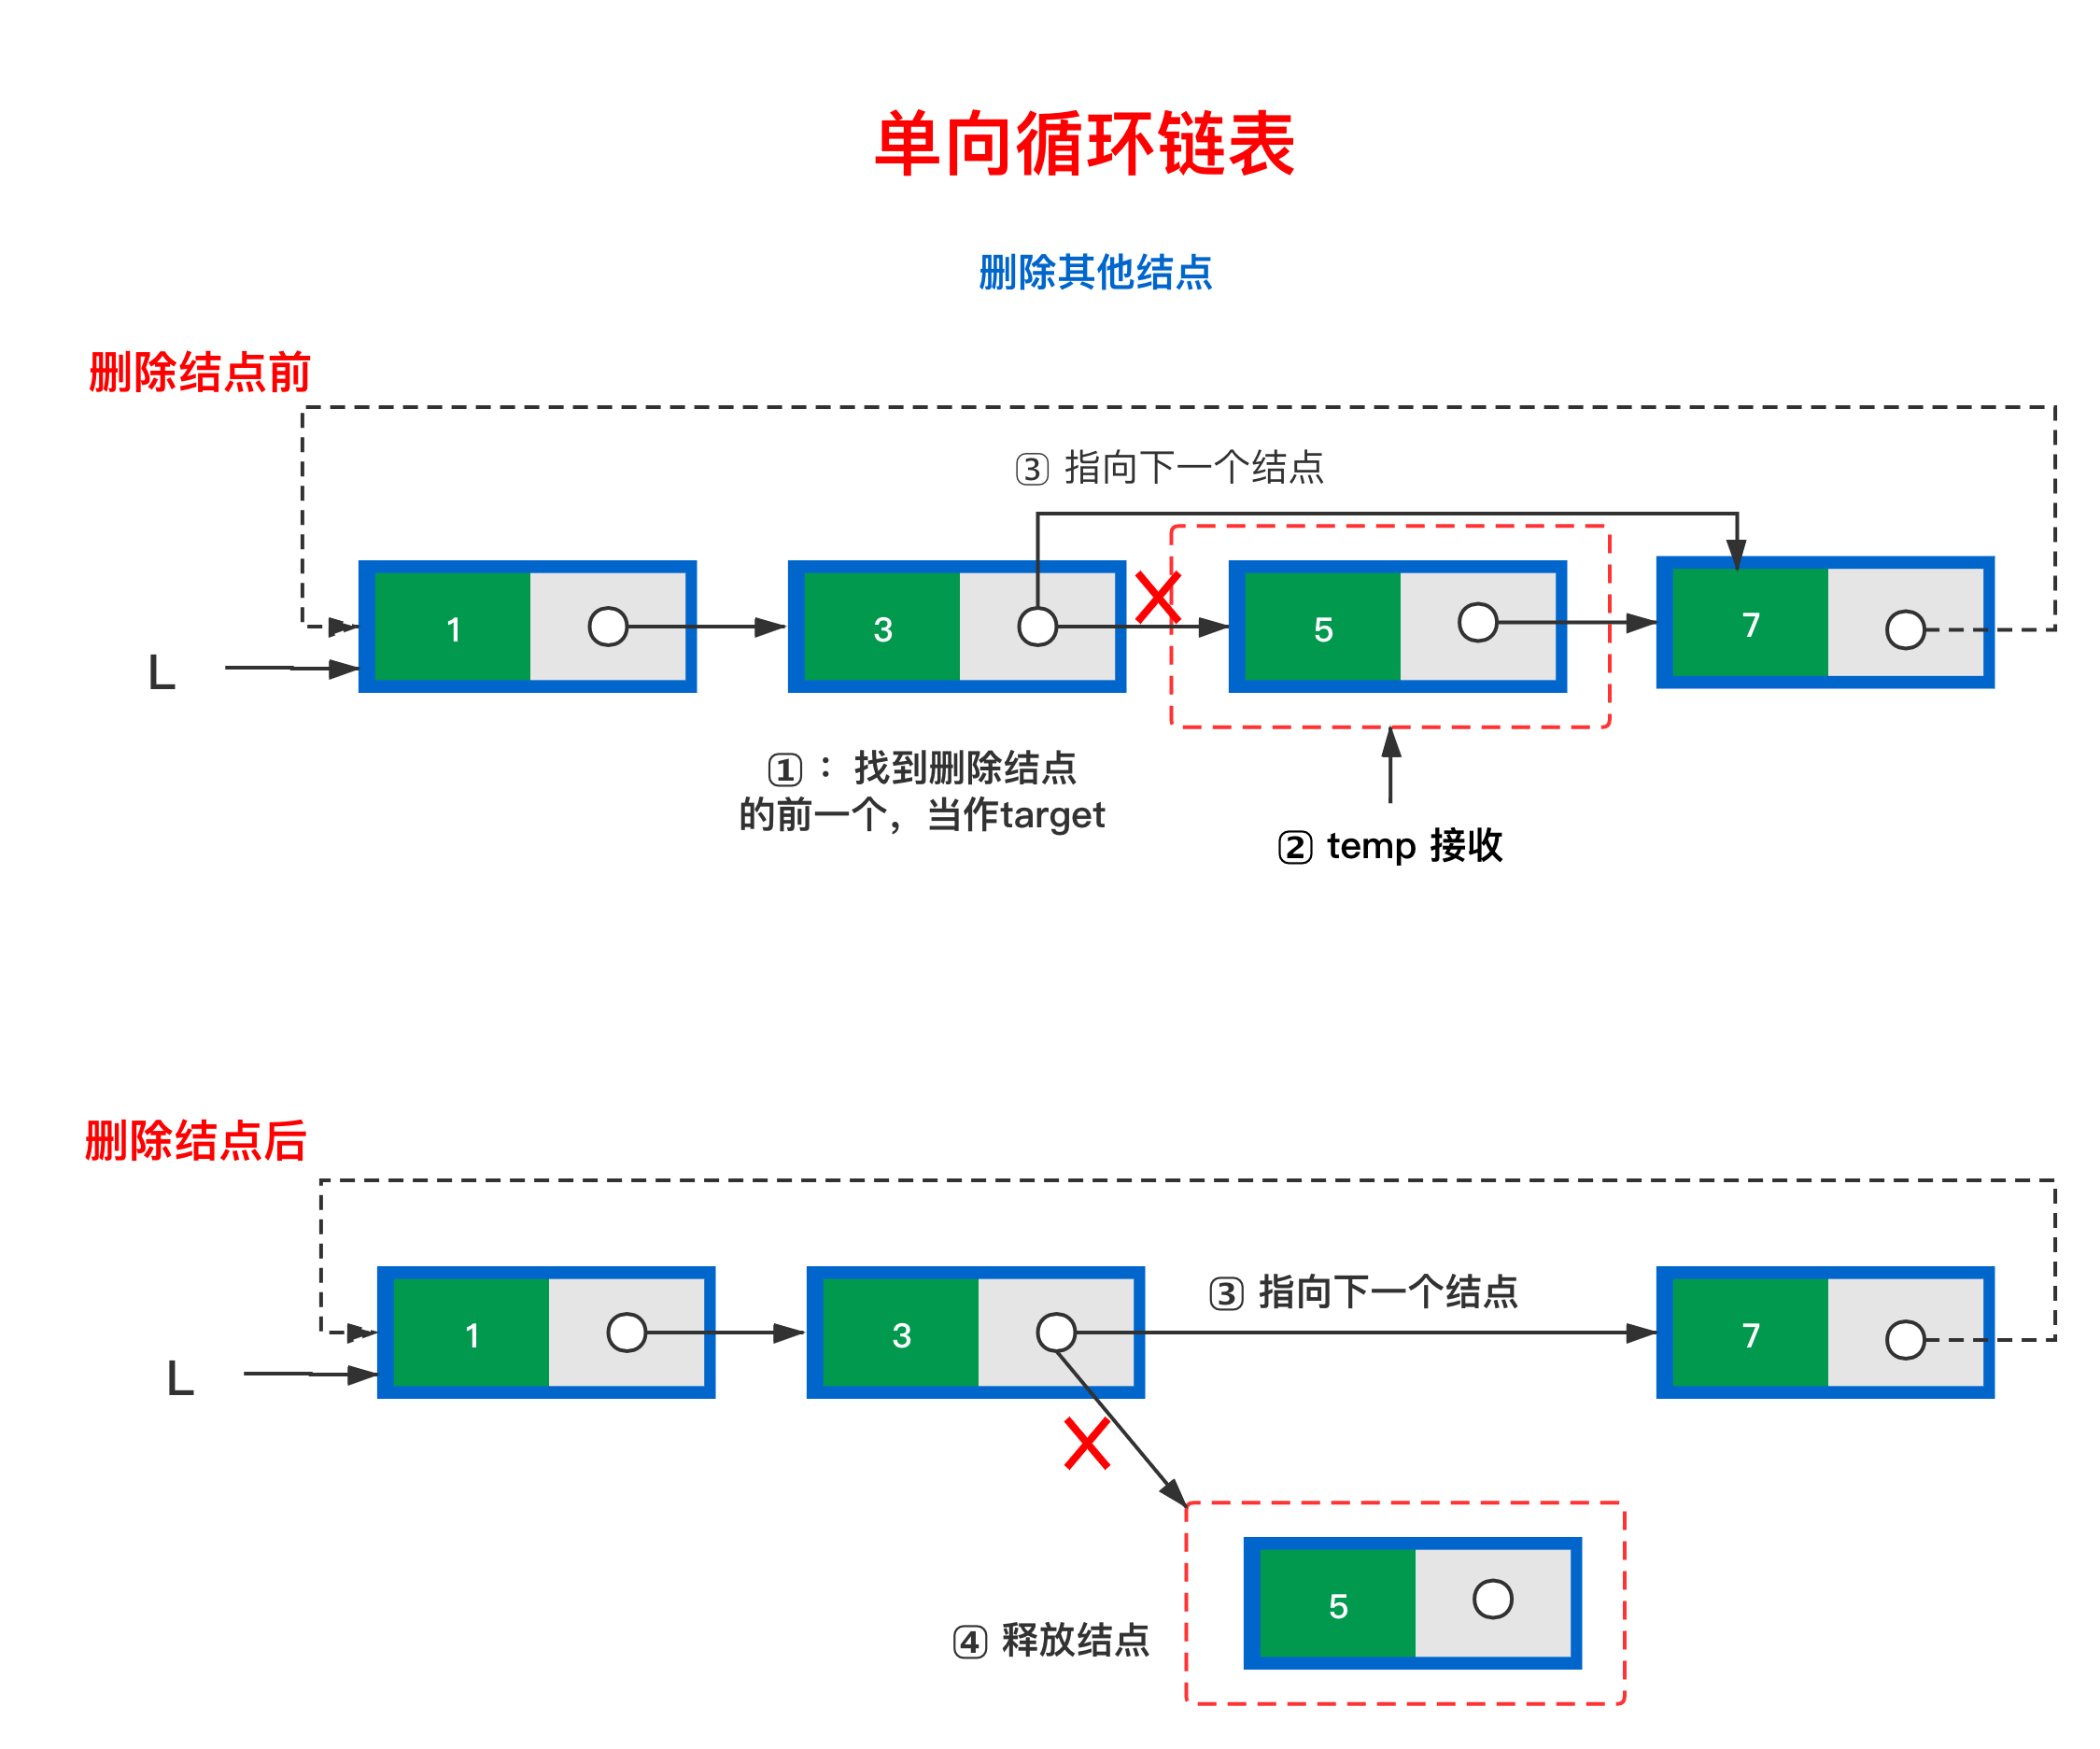 单向循环链表
删除其他结点
删除结点前
③ 指向下一个结点
1
3
5
7
L
①：找到删除结点
的前一个，当作target
② temp 接收
删除结点后
③ 指向下一个结点
1
3
7
L
5
④ 释放结点